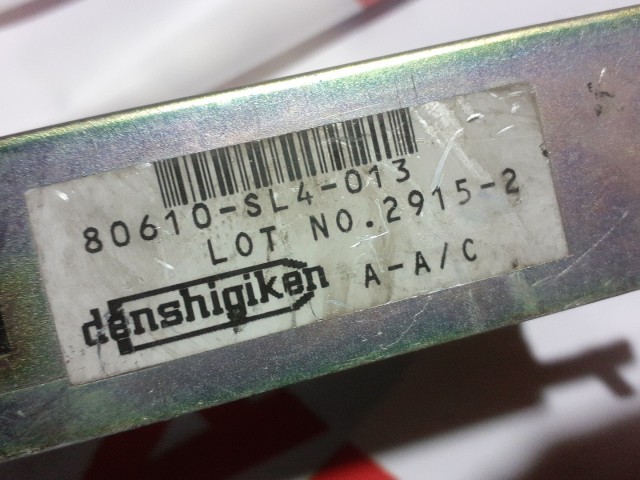 80610-SL4-013
LOT NO.2915-2
denshigiken A-A/C